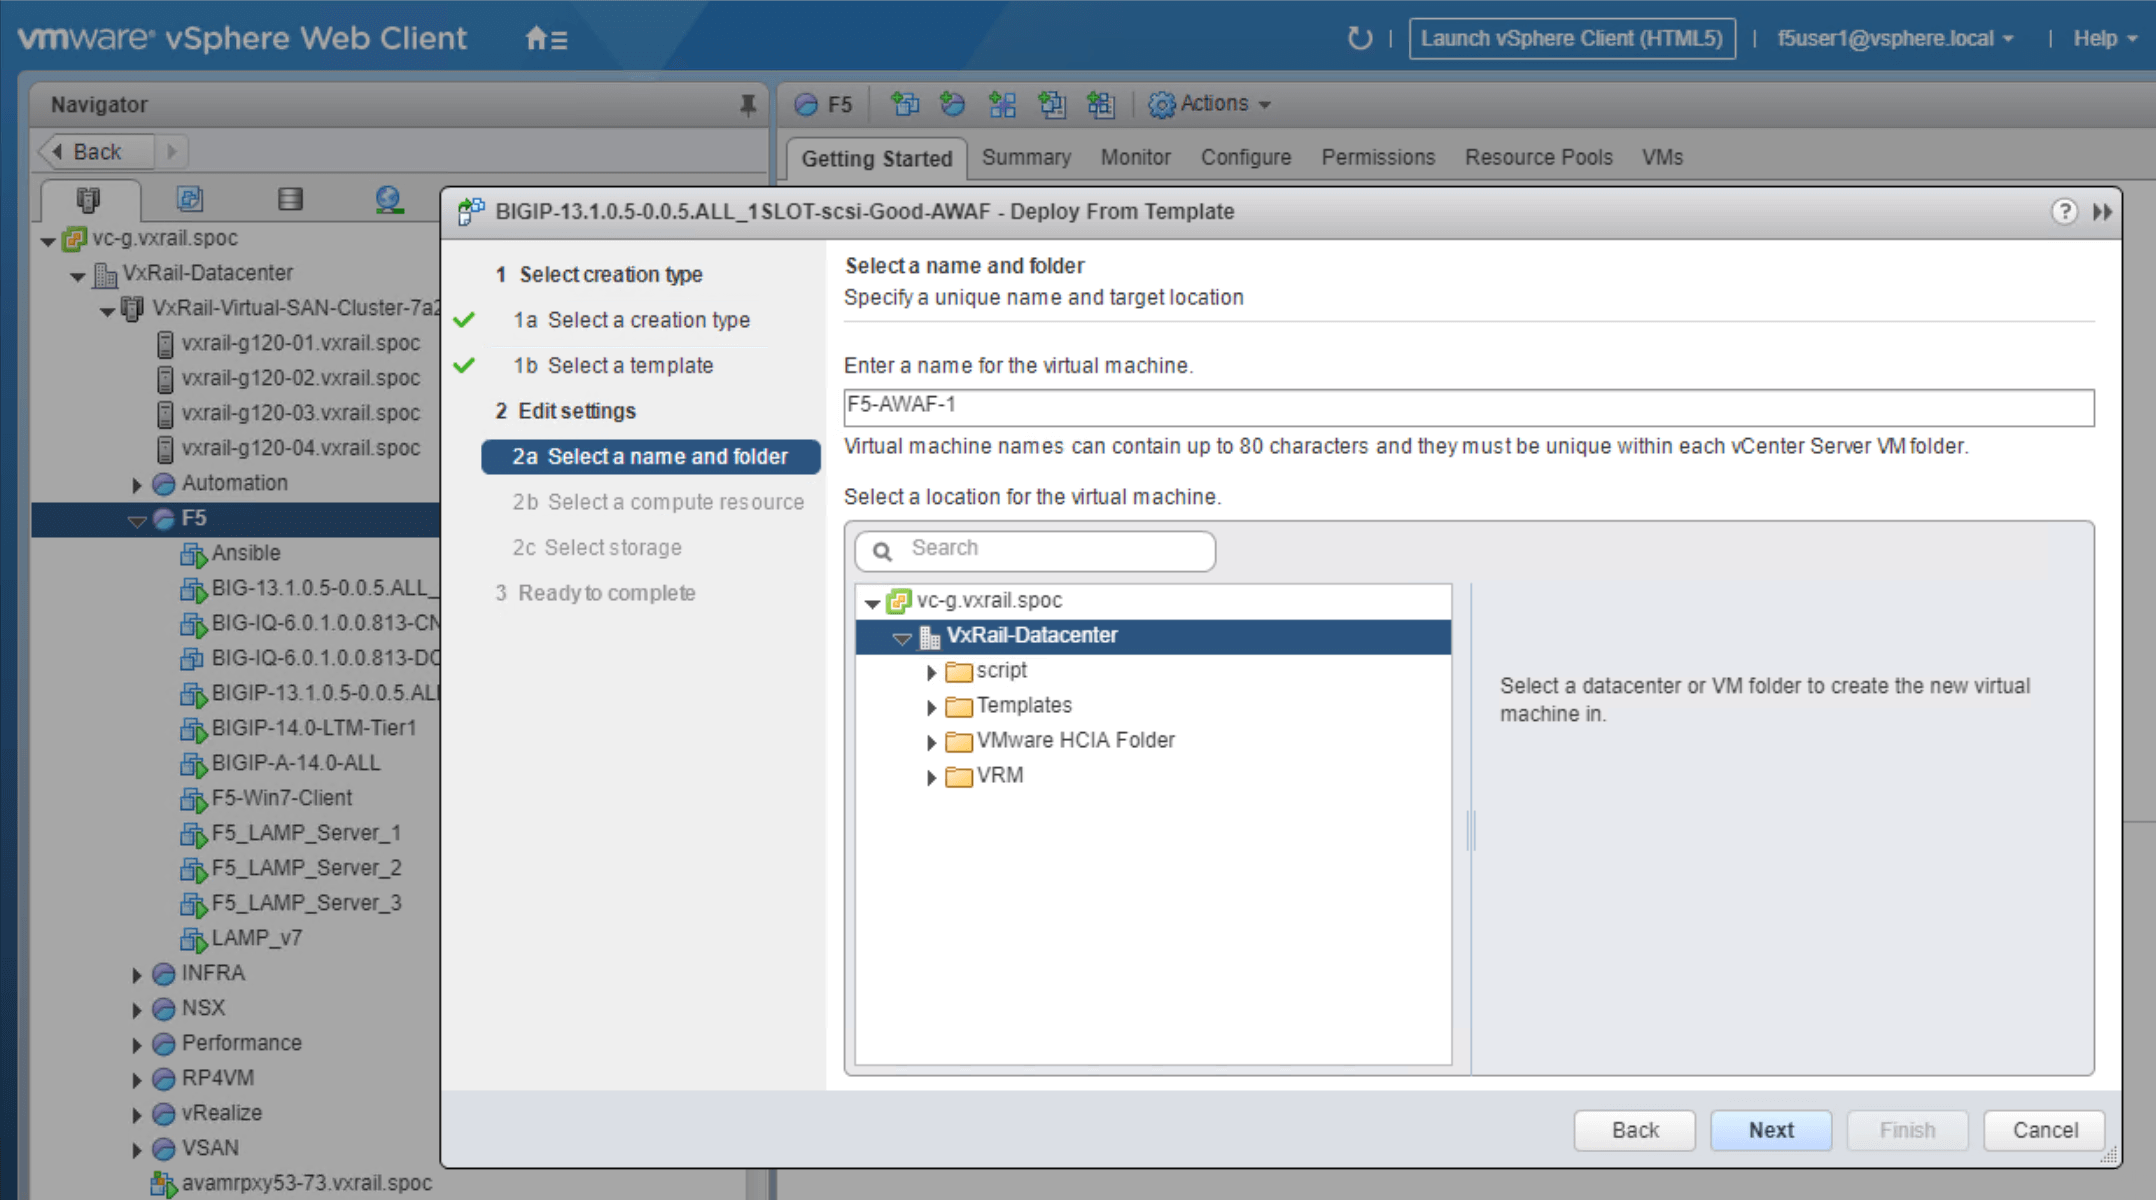 vmware® vSphere Web Client
Launch vSphere Client (HTML5)
f5user1@vsphere.local
Help
Navigator
Back
F5
Actions
Getting Started
Summary
Monitor
Configure
Permissions
Resource Pools
VMs
vc-g.vxrail.spoc
VxRail-Datacenter
VxRail-Virtual-SAN-Cluster-7a2
vxrail-g120-01.vxrail.spoc
vxrail-g120-02.vxrail.spoc
vxrail-g120-03.vxrail.spoc
vxrail-g120-04.vxrail.spoc
Automation
F5
Ansible
BIG-13.1.0.5-0.0.5.ALL_
BIG-IQ-6.0.1.0.0.813-CN
BIG-IQ-6.0.1.0.0.813-DC
BIGIP-13.1.0.5-0.0.5.ALL
BIGIP-14.0-LTM-Tier1
BIGIP-A-14.0-ALL
F5-Win7-Client
F5_LAMP_Server_1
F5_LAMP_Server_2
F5_LAMP_Server_3
LAMP_v7
INFRA
NSX
Performance
RP4VM
vRealize
VSAN
avamrpxy53-73.vxrail.spoc
BIGIP-13.1.0.5-0.0.5.ALL_1SLOT-scsi-Good-AWAF - Deploy From Template
?
1 Select creation type
1a Select a creation type
1b Select a template
2 Edit settings
2a Select a name and folder
2b Select a compute resource
2c Select storage
3 Ready to complete
Select a name and folder
Specify a unique name and target location
Enter a name for the virtual machine.
F5-AWAF-1
Virtual machine names can contain up to 80 characters and they must be unique within each vCenter Server VM folder.
Select a location for the virtual machine.
Search
vc-g.vxrail.spoc
VxRail-Datacenter
script
Templates
VMware HCIA Folder
VRM
Select a datacenter or VM folder to create the new virtual
machine in.
Back
Next
Finish
Cancel